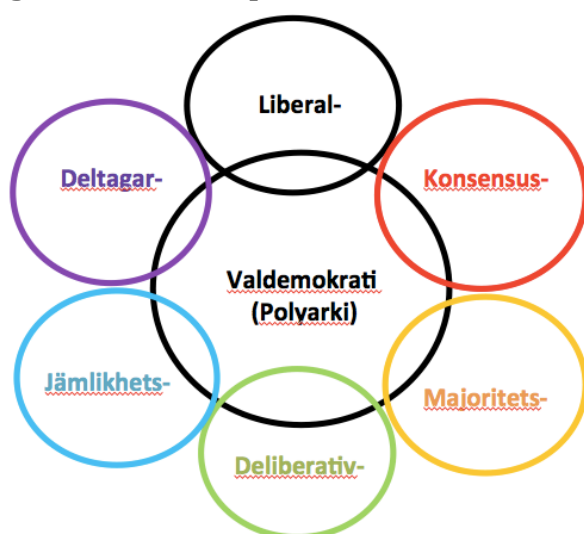 Liberal-
Deltagar-
Konsensus-
Valdemokrati
(Polyarki)
Jämlikhets-
Majoritets-
Deliberativ-